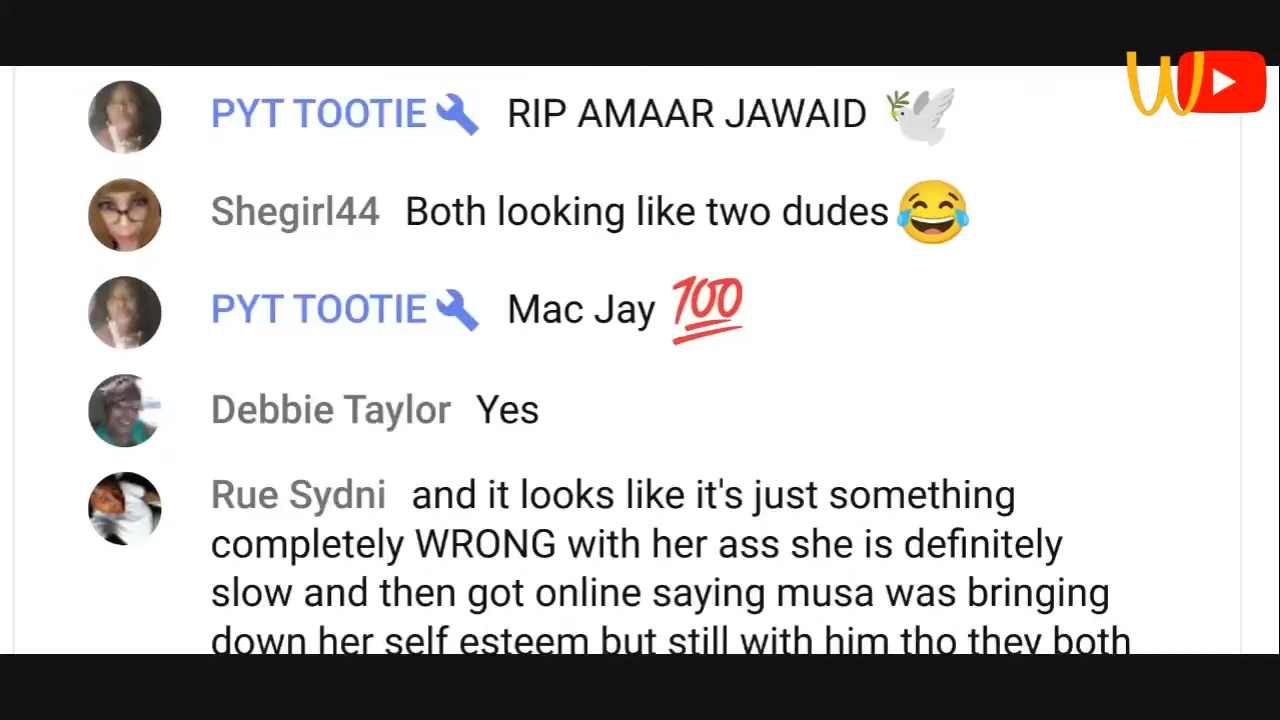 PYT TOOTIE🔧 RIP AMAAR JAWAID 🕊️
Shegirl44 Both looking like two dudes😂
PYT TOOTIE🔧 Mac Jay 💯
Debbie Taylor Yes
Rue Sydni and it looks like it's just something
completely WRONG with her ass she is definitely
slow and then got online saying musa was bringing
down her self esteem but still with him tho they both
W